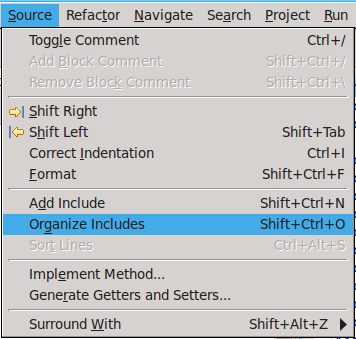 Source Refactor Navigate Search Project Run
Toggle Comment Ctrl+/
Add Block Comment Shift+Ctrl+/
Remove Block Comment Shift+Ctrl+\
Shift Right
Shift Left Shift+Tab
Correct Indentation Ctrl+I
Format Shift+Ctrl+F
Add Include Shift+Ctrl+N
Organize Includes Shift+Ctrl+O
Sort Lines Ctrl+Alt+S
Implement Method...
Generate Getters and Setters...
Surround With Shift+Alt+Z